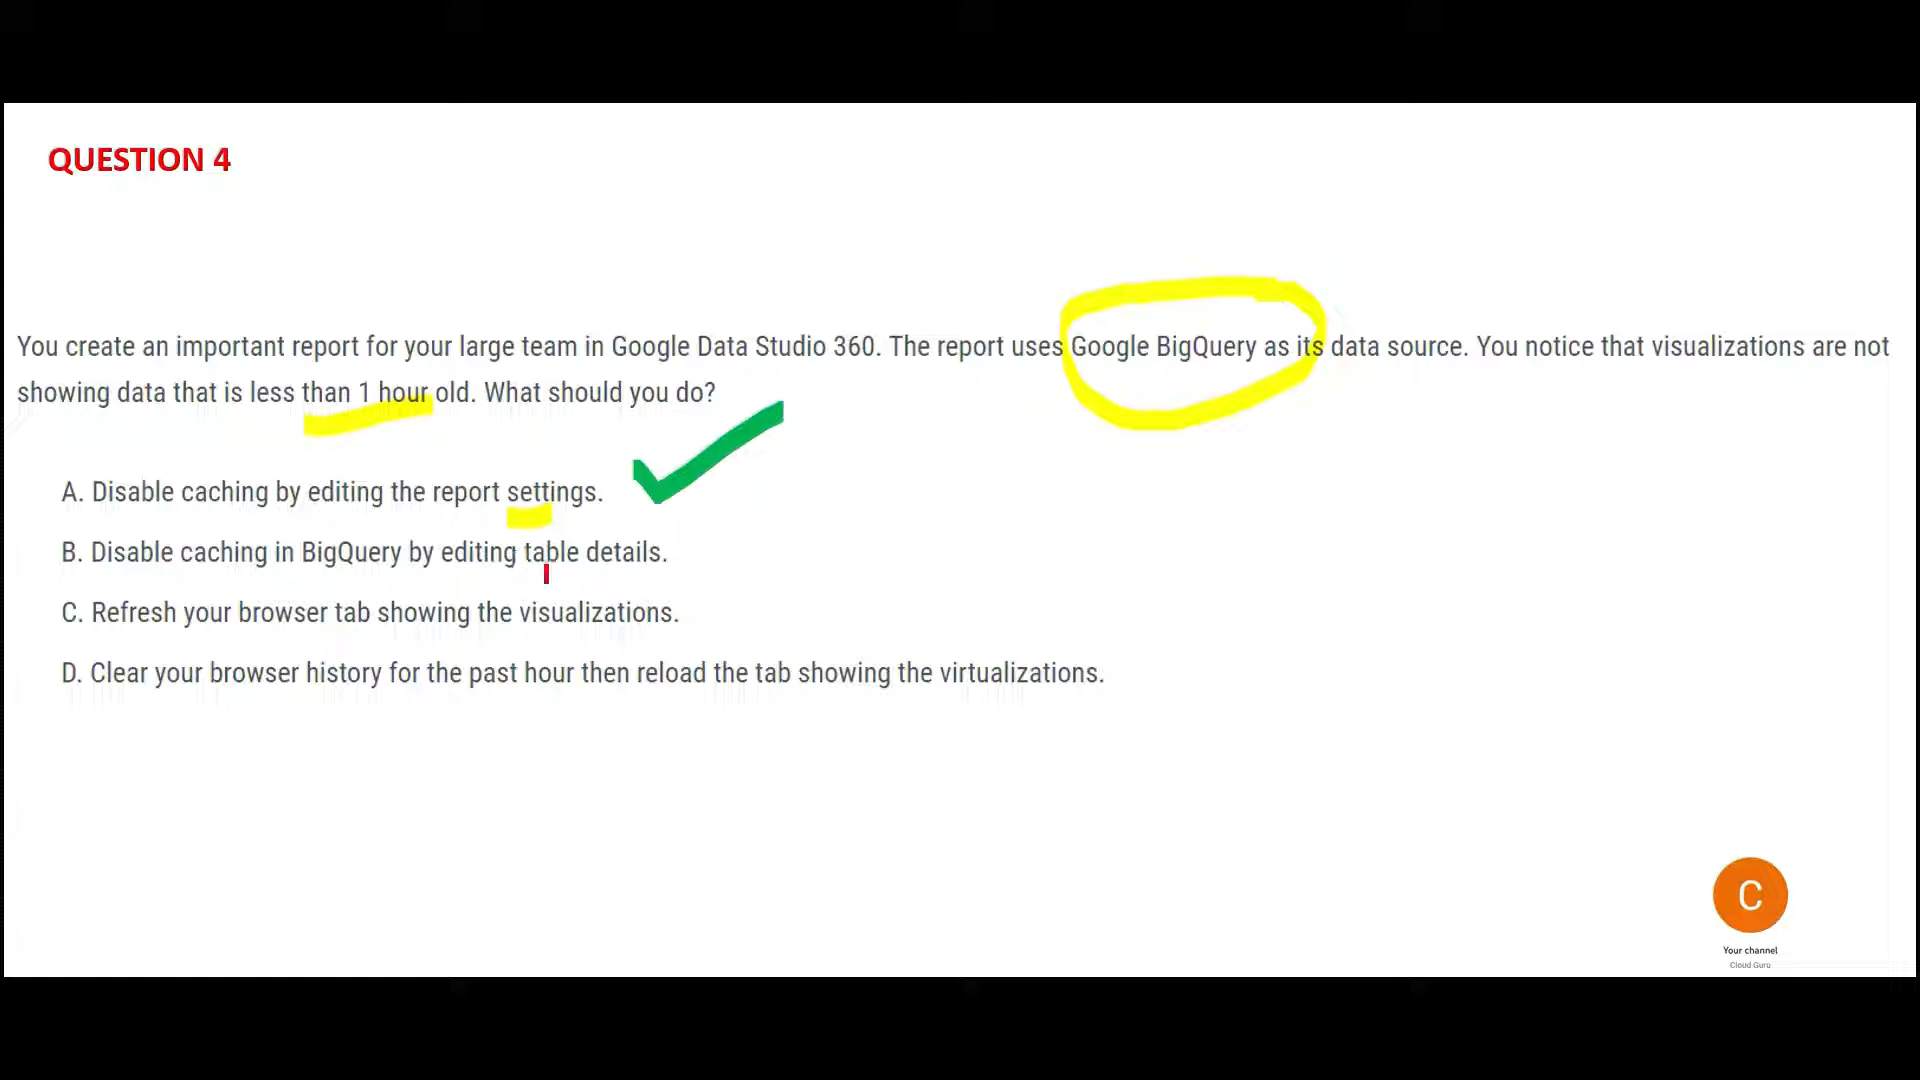 QUESTION 4
You create an important report for your large team in Google Data Studio 360. The report uses Google BigQuery as its data source. You notice that visualizations are not
showing data that is less than 1 hour old. What should you do?
A. Disable caching by editing the report settings.
B. Disable caching in BigQuery by editing table details.
C. Refresh your browser tab showing the visualizations.
D. Clear your browser history for the past hour then reload the tab showing the virtualizations.
C
Your channel
Cloud Guru